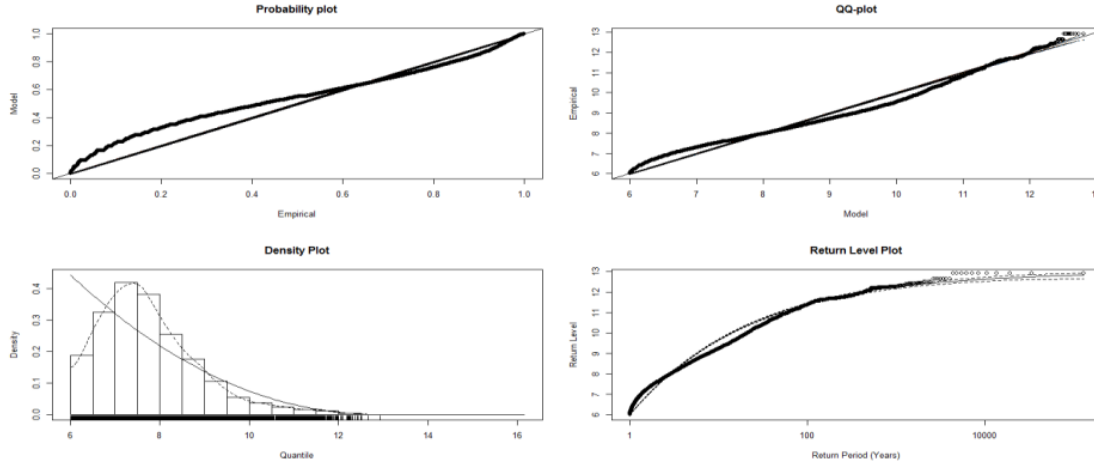 Probability plot
Model
0.0 0.2 0.4 0.6 0.8 1.0
0.0 0.2 0.4 0.6 0.8 1.0
Empirical
QQ-plot
Empirical
6 7 8 9 10 11 12 13
6 7 8 9 10 11 12
Model
Density Plot
Density
0.0 0.1 0.2 0.3 0.4
6 8 10 12 14 16
Quantile
Return Level Plot
Return Level
6 7 8 9 10 11 12 13
1 100 10000
Return Period (Years)